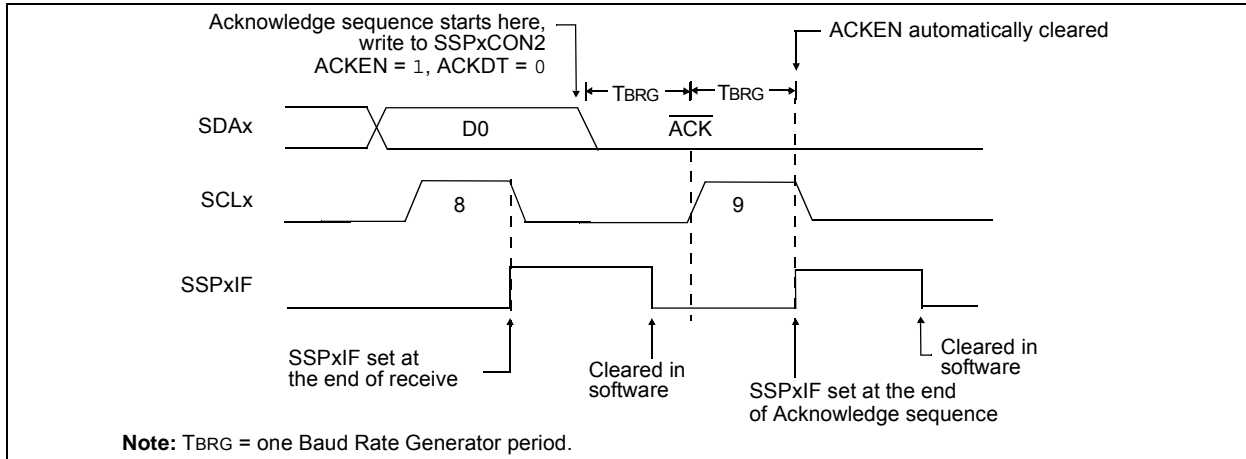 Acknowledge sequence starts here,
write to SSPxCON2
ACKEN = 1, ACKDT = 0
ACKEN automatically cleared
TBRG
TBRG
SDAx
D0
ACK
SCLx
8
9
SSPxIF
SSPxIF set at
the end of receive
Cleared in
software
SSPxIF set at the end
of Acknowledge sequence
Cleared in
software
Note: TBRG = one Baud Rate Generator period.